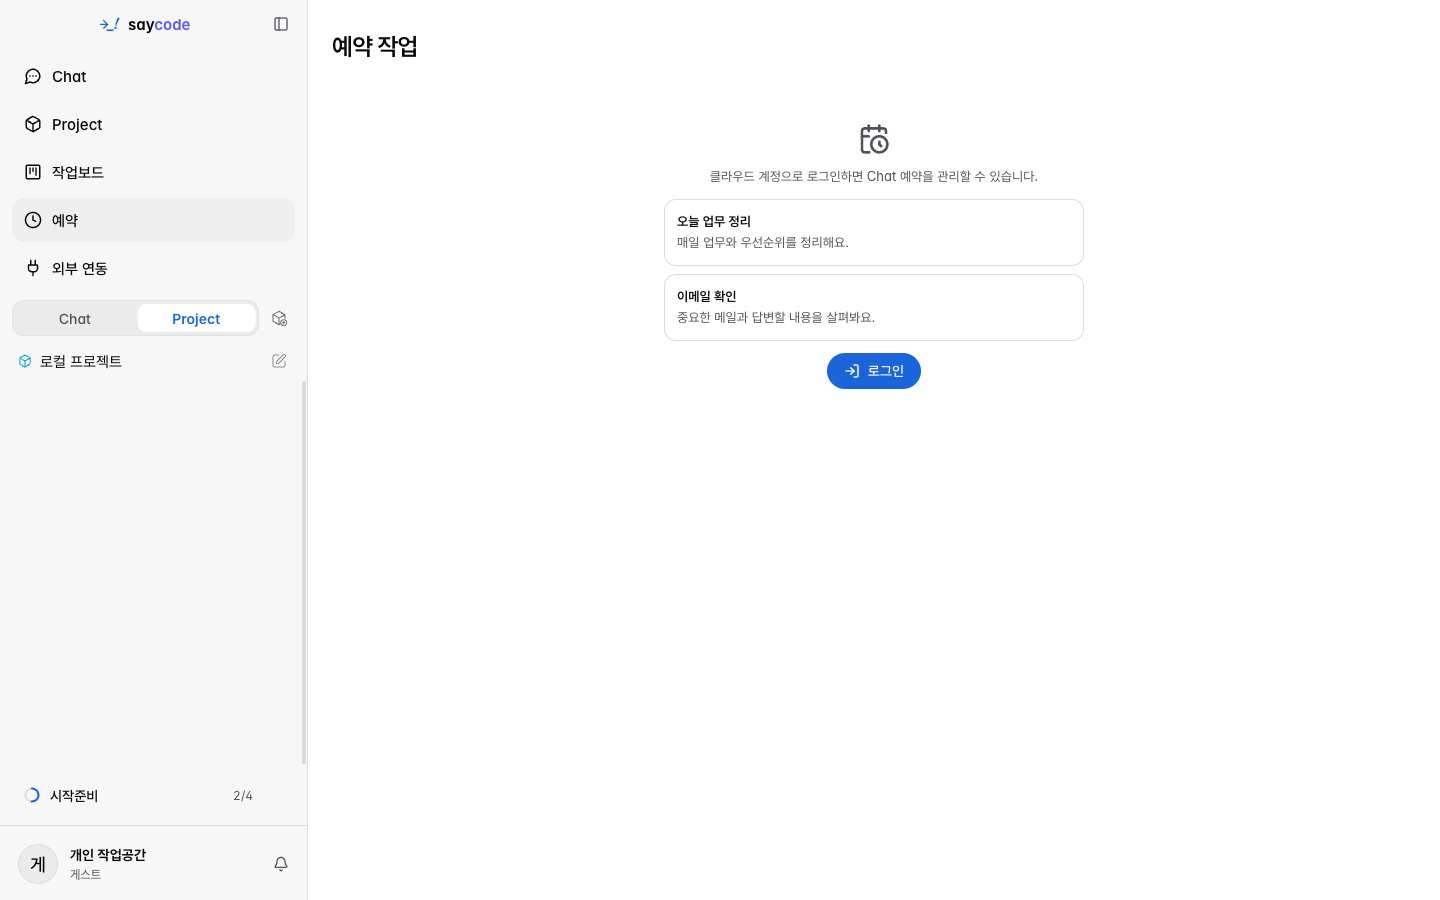 saycode
Chat
Project
작업보드
예약
외부 연동
Chat Project
로컬 프로젝트
시작준비 2/4
게
개인 작업공간
게스트
예약 작업
클라우드 계정으로 로그인하면 Chat 예약을 관리할 수 있습니다.
오늘 업무 정리
매일 업무와 우선순위를 정리해요.
이메일 확인
중요한 메일과 답변할 내용을 살펴봐요.
로그인